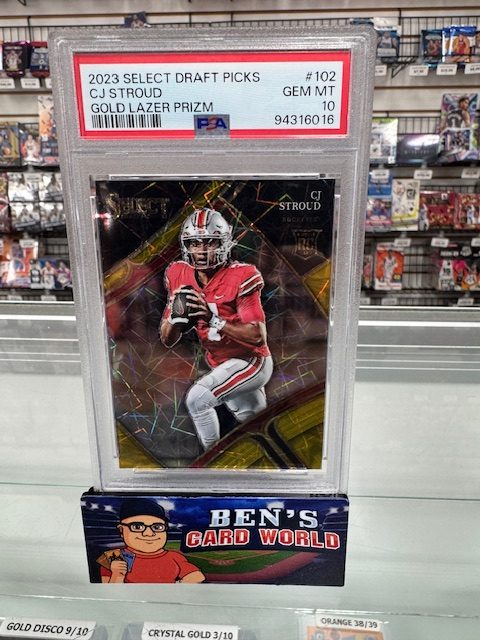 2023 SELECT DRAFT PICKS #102
CJ STROUD GEM MT
GOLD LAZER PRIZM 10
PSA 94316016
SELECT
CJ
STROUD
RC
BEN'S
CARD WORLD
GOLD DISCO 9/10
CRYSTAL GOLD 3/10
ORANGE 38/39